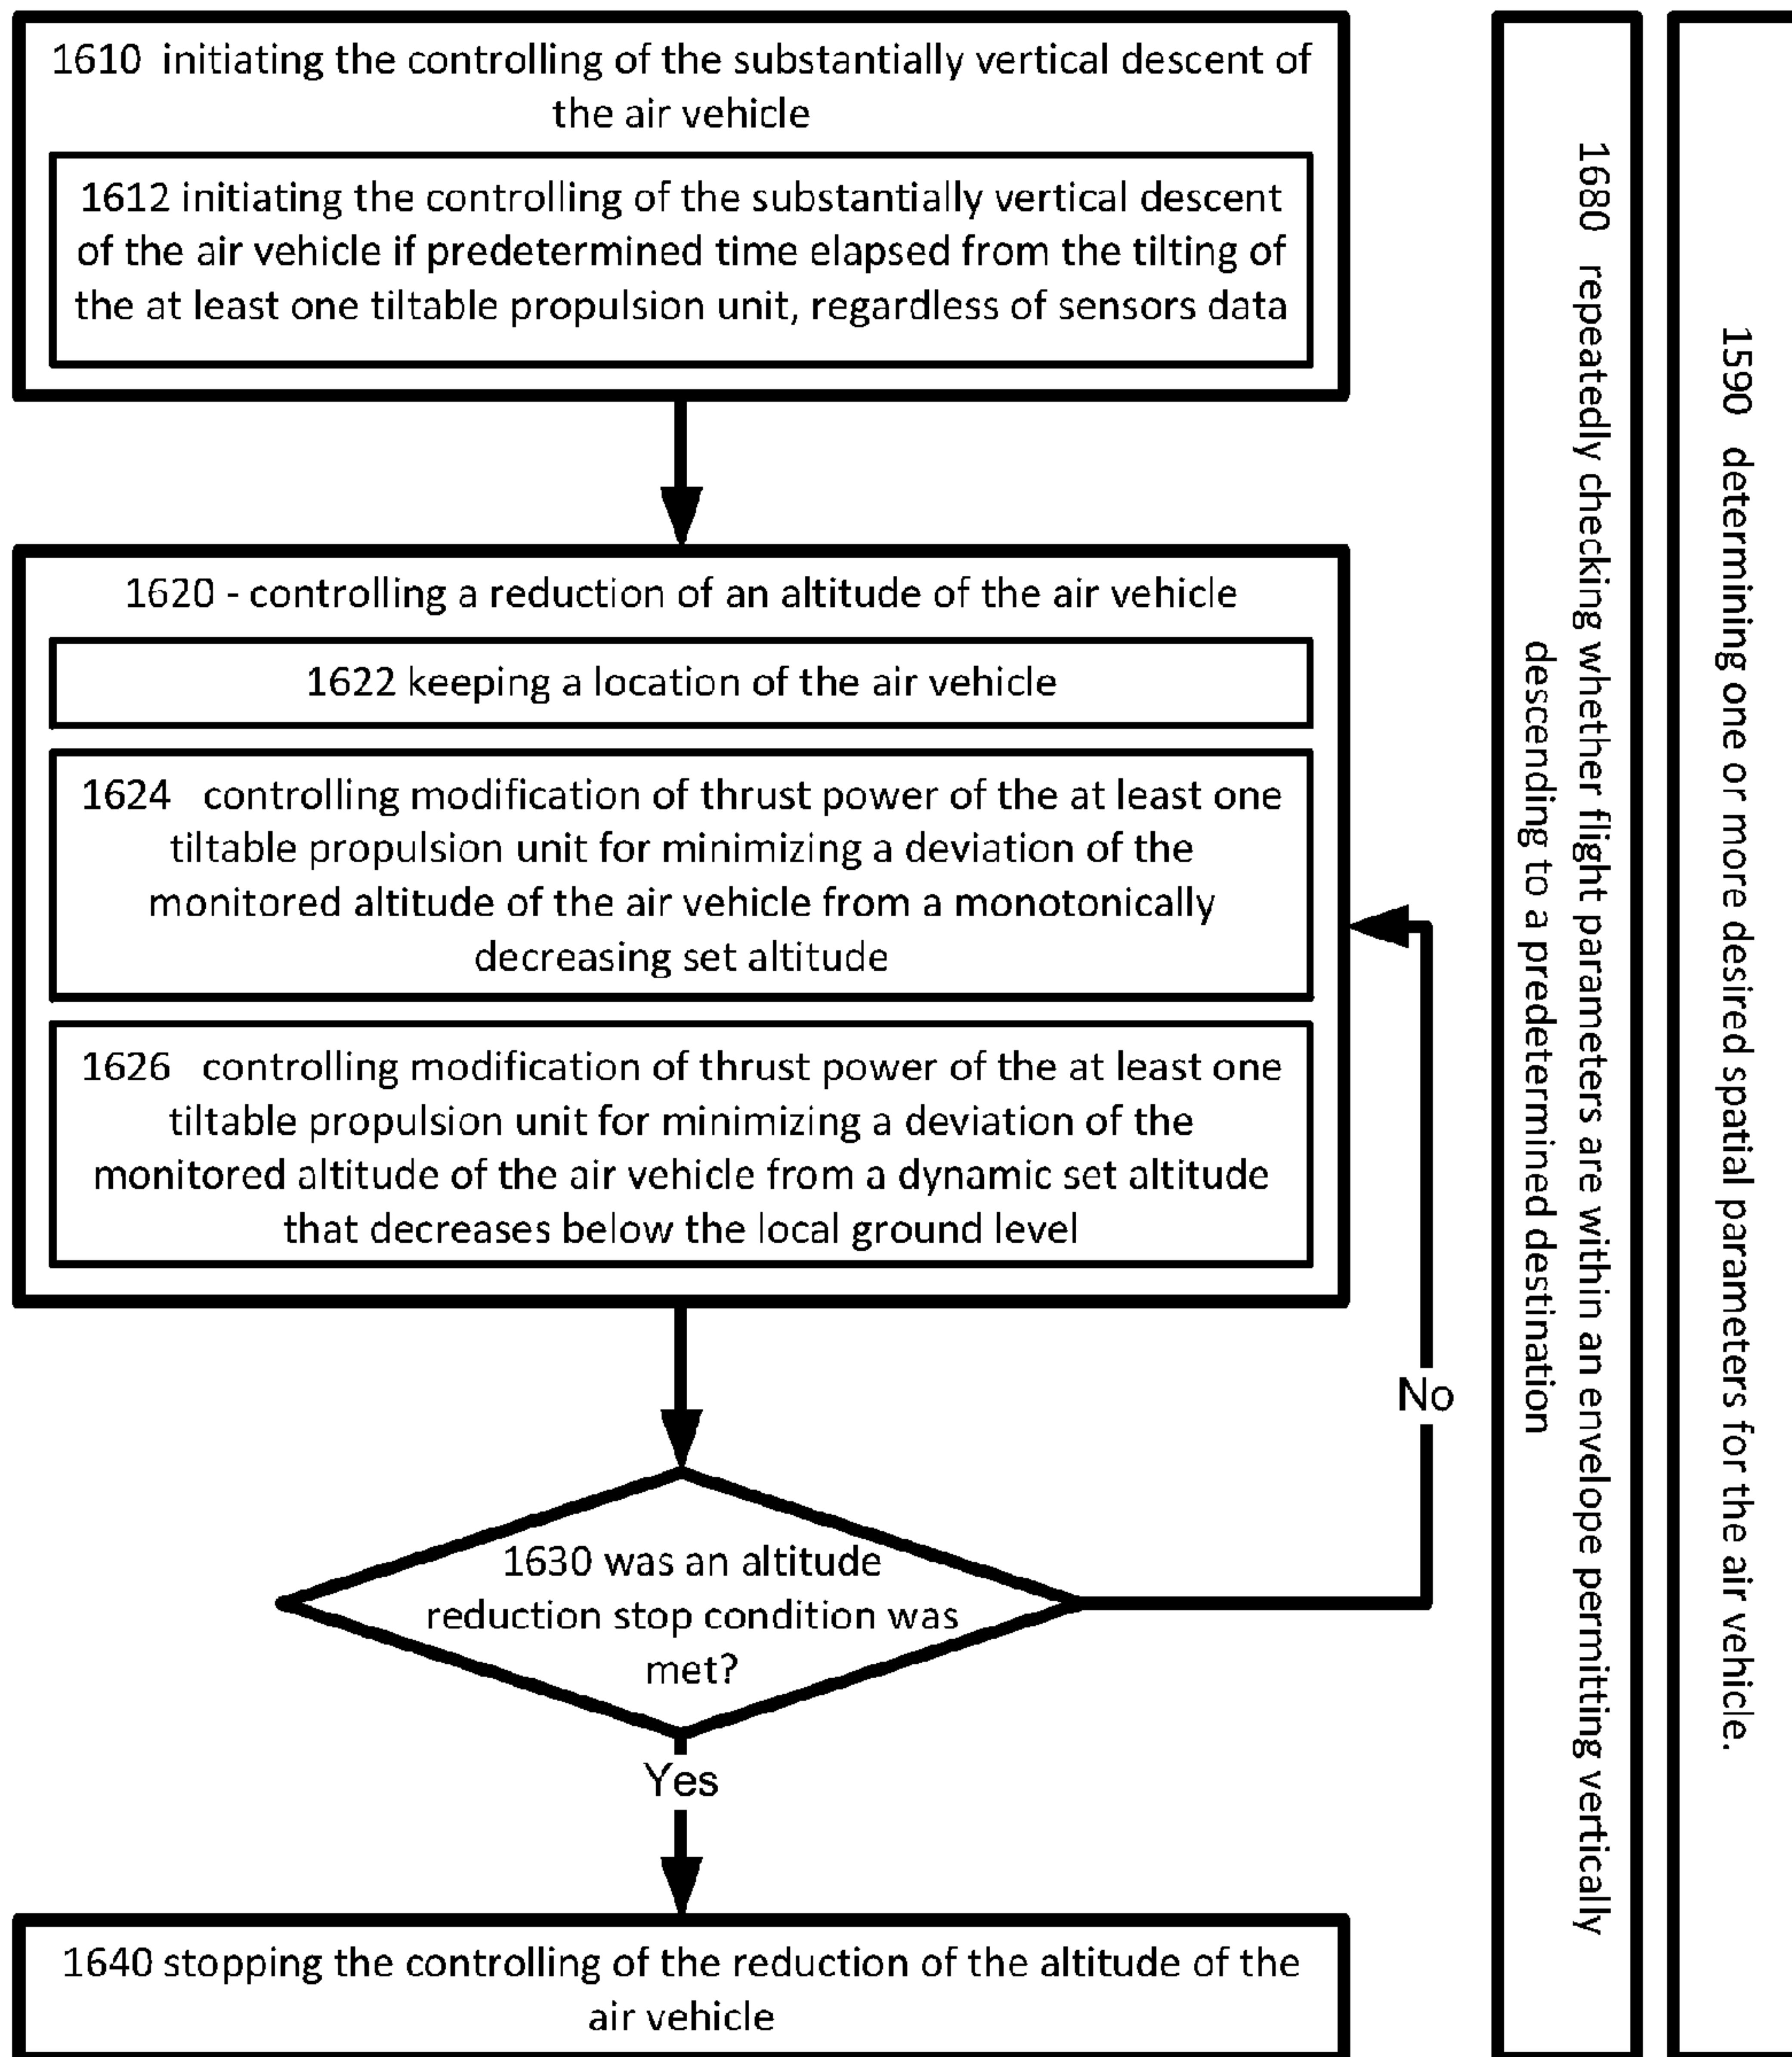 1610 initiating the controlling of the substantially vertical descent of
the air vehicle
1612 initiating the controlling of the substantially vertical descent
of the air vehicle if predetermined time elapsed from the tilting of
the at least one tiltable propulsion unit, regardless of sensors data
1620 - controlling a reduction of an altitude of the air vehicle
1622 keeping a location of the air vehicle
1624 controlling modification of thrust power of the at least one
tiltable propulsion unit for minimizing a deviation of the
monitored altitude of the air vehicle from a monotonically
decreasing set altitude
1626 controlling modification of thrust power of the at least one
tiltable propulsion unit for minimizing a deviation of the
monitored altitude of the air vehicle from a dynamic set altitude
that decreases below the local ground level
No
1630 was an altitude
reduction stop condition was
met?
Yes
1640 stopping the controlling of the reduction of the altitude of the
air vehicle
1680 repeatedly checking whether flight parameters are within an envelope permitting vertically
descending to a predetermined destination
1590 determining one or more desired spatial parameters for the air vehicle.